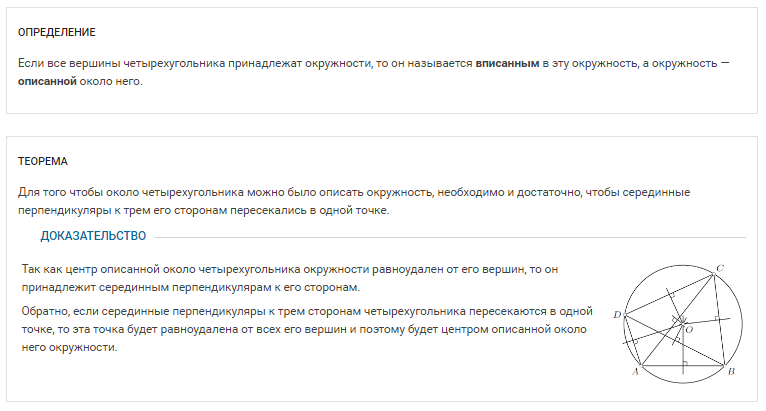 ОПРЕДЕЛЕНИЕ
Если все вершины четырехугольника принадлежат окружности, то он называется вписанным в эту окружность, а окружность —
описанной около него.
ТЕОРЕМА
Для того чтобы около четырехугольника можно было описать окружность, необходимо и достаточно, чтобы серединные
перпендикуляры к трем его сторонам пересекались в одной точке.
ДОКАЗАТЕЛЬСТВО
Так как центр описанной около четырехугольника окружности равноудален от его вершин, то он
принадлежит серединным перпендикулярам к его сторонам.
Обратно, если серединные перпендикуляры к трем сторонам четырехугольника пересекаются в одной
точке, то эта точка будет равноудалена от всех его вершин и поэтому будет центром описанной около
него окружности.
C
D
O
A
B